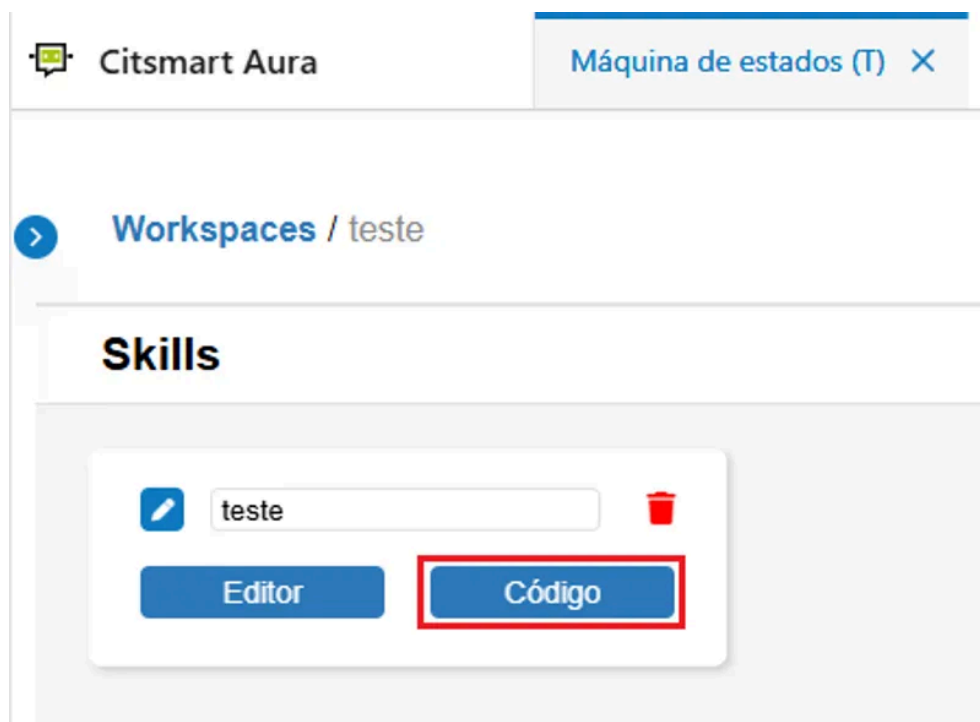 Citsmart Aura
Máquina de estados (T)
Workspaces / teste
Skills
teste
Editor
Código